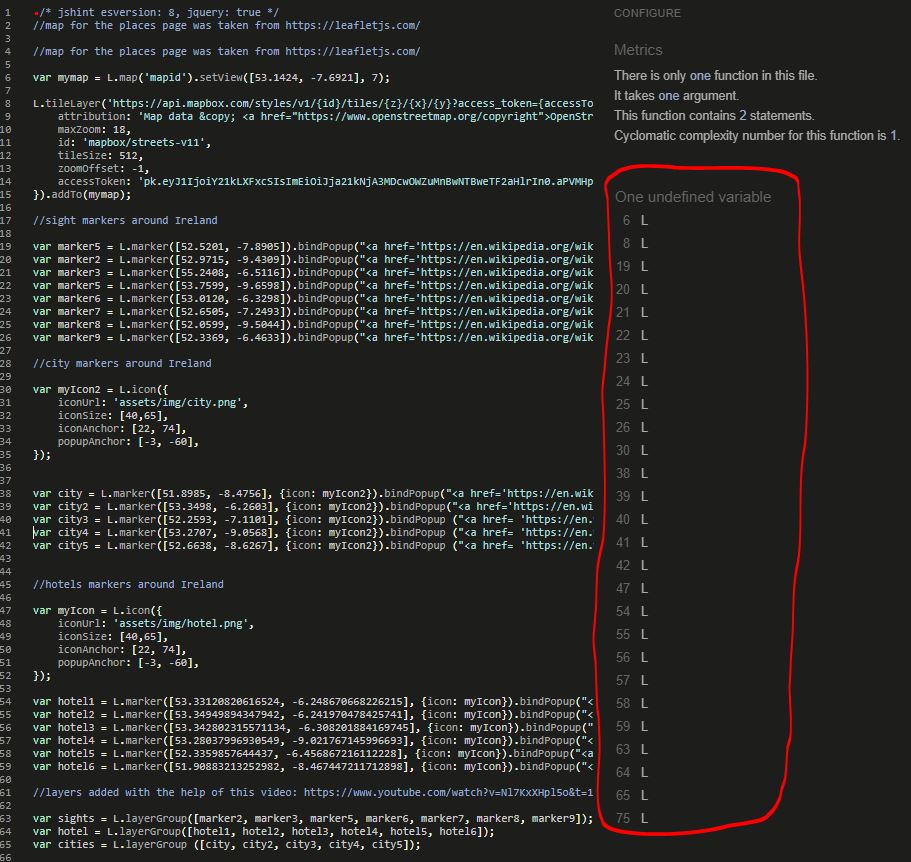 1 /* jshint esversion: 8, jquery: true */
2 //map for the places page was taken from https://leafletjs.com/
3
4 //map for the places page was taken from https://leafletjs.com/
5
6 var mymap = L.map('mapid').setView([53.1424, -7.6921], 7);
7
8 L.tileLayer('https://api.mapbox.com/styles/v1/{id}/tiles/{z}/{x}/{y}?access_token={accessTo
9 attribution: 'Map data &copy; <a href="https://www.openstreetmap.org/copyright">OpenStr
10 maxZoom: 18,
11 id: 'mapbox/streets-v11',
12 tileSize: 512,
13 zoomOffset: -1,
14 accessToken: 'pk.eyJ1IjoiY21kLXFxcSIsImEiOiJja21kNjA3MDcwOWZuMnBwNTBweTF2aHlrIn0.aPVMHp
15 }).addTo(mymap);
16
17 //sight markers around Ireland
18
19 var marker5 = L.marker([52.5201, -7.8905]).bindPopup("<a href='https://en.wikipedia.org/wik
20 var marker2 = L.marker([52.9715, -9.4309]).bindPopup("<a href='https://en.wikipedia.org/wik
21 var marker3 = L.marker([55.2408, -6.5116]).bindPopup("<a href='https://en.wikipedia.org/wik
22 var marker5 = L.marker([53.7599, -9.6598]).bindPopup("<a href='https://en.wikipedia.org/wik
23 var marker6 = L.marker([53.0120, -6.3298]).bindPopup("<a href='https://en.wikipedia.org/wik
24 var marker7 = L.marker([52.6505, -7.2493]).bindPopup("<a href='https://en.wikipedia.org/wik
25 var marker8 = L.marker([52.0599, -9.5044]).bindPopup("<a href='https://en.wikipedia.org/wik
26 var marker9 = L.marker([52.3369, -6.4633]).bindPopup("<a href='https://en.wikipedia.org/wik
27
28 //city markers around Ireland
29
30 var myIcon2 = L.icon({
31 iconUrl: 'assets/img/city.png',
32 iconSize: [40,65],
33 iconAnchor: [22, 74],
34 popupAnchor: [-3, -60],
35 });
36
37
38 var city = L.marker([51.8985, -8.4756], {icon: myIcon2}).bindPopup("<a href='https://en.wik
39 var city2 = L.marker([53.3498, -6.2603], {icon: myIcon2}).bindPopup("<a href='https://en.wi
40 var city3 = L.marker([52.2593, -7.1101], {icon: myIcon2}).bindPopup ("<a href= 'https://en.
41 var city4 = L.marker([53.2707, -9.0568], {icon: myIcon2}).bindPopup ("<a href= 'https://en.
42 var city5 = L.marker([52.6638, -8.6267], {icon: myIcon2}).bindPopup ("<a href= 'https://en.
43
44
45 //hotels markers around Ireland
46
47 var myIcon = L.icon({
48 iconUrl: 'assets/img/hotel.png',
49 iconSize: [40,65],
50 iconAnchor: [22, 74],
51 popupAnchor: [-3, -60],
52 });
53
54 var hotel1 = L.marker([53.33120820616524, -6.248670668226215], {icon: myIcon}).bindPopup("<
55 var hotel2 = L.marker([53.34949894347942, -6.241970478425741], {icon: myIcon}).bindPopup("<
56 var hotel3 = L.marker([53.342802315571134, -6.308201884169745], {icon: myIcon}).bindPopup("
57 var hotel4 = L.marker([53.28037996930549, -9.021767145996693], {icon: myIcon}).bindPopup("<
58 var hotel5 = L.marker([52.3359857644437, -6.456867216112228], {icon: myIcon}).bindPopup("<
59 var hotel6 = L.marker([51.90883213252982, -8.467447211712898], {icon: myIcon}).bindPopup("<
60
61 //layers added with the help of this video: https://www.youtube.com/watch?v=Nl7KxXHpl5o&t=1
62
63 var sights = L.layerGroup([marker2, marker3, marker5, marker6, marker7, marker8, marker9]);
64 var hotel = L.layerGroup([hotel1, hotel2, hotel3, hotel4, hotel5, hotel6]);
65 var cities = L.layerGroup ([city, city2, city3, city4, city5]);
66
CONFIGURE
Metrics
There is only one function in this file.
It takes one argument.
This function contains 2 statements.
Cyclomatic complexity number for this function is 1.
One undefined variable
6 L
8 L
19 L
20 L
21 L
22 L
23 L
24 L
25 L
26 L
30 L
38 L
39 L
40 L
41 L
42 L
47 L
54 L
55 L
56 L
57 L
58 L
59 L
63 L
64 L
65 L
75 L